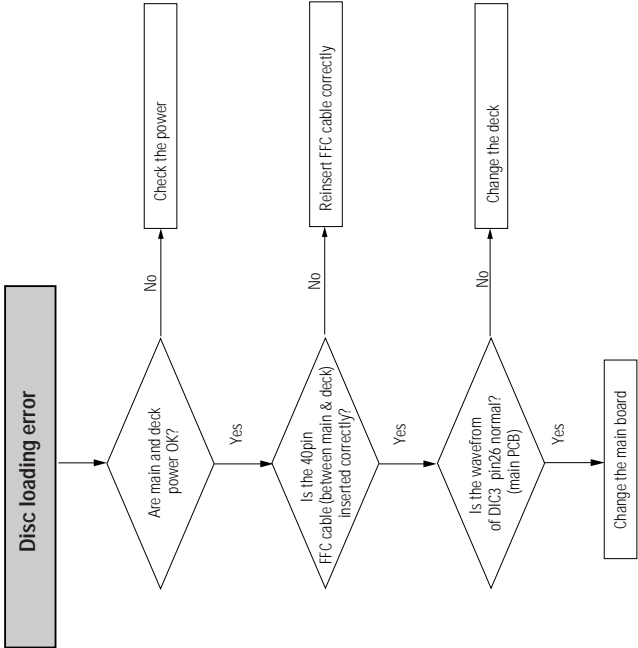 Disc loading error
Are main and deck
power OK?
No
Check the power
Yes
Is the 40pin
FFC cable (between main & deck)
inserted correctly?
No
Reinsert FFC cable correctly
Yes
Is the wavefrom
of DIC3 pin26 normal?
(main PCB)
No
Change the deck
Yes
Change the main board